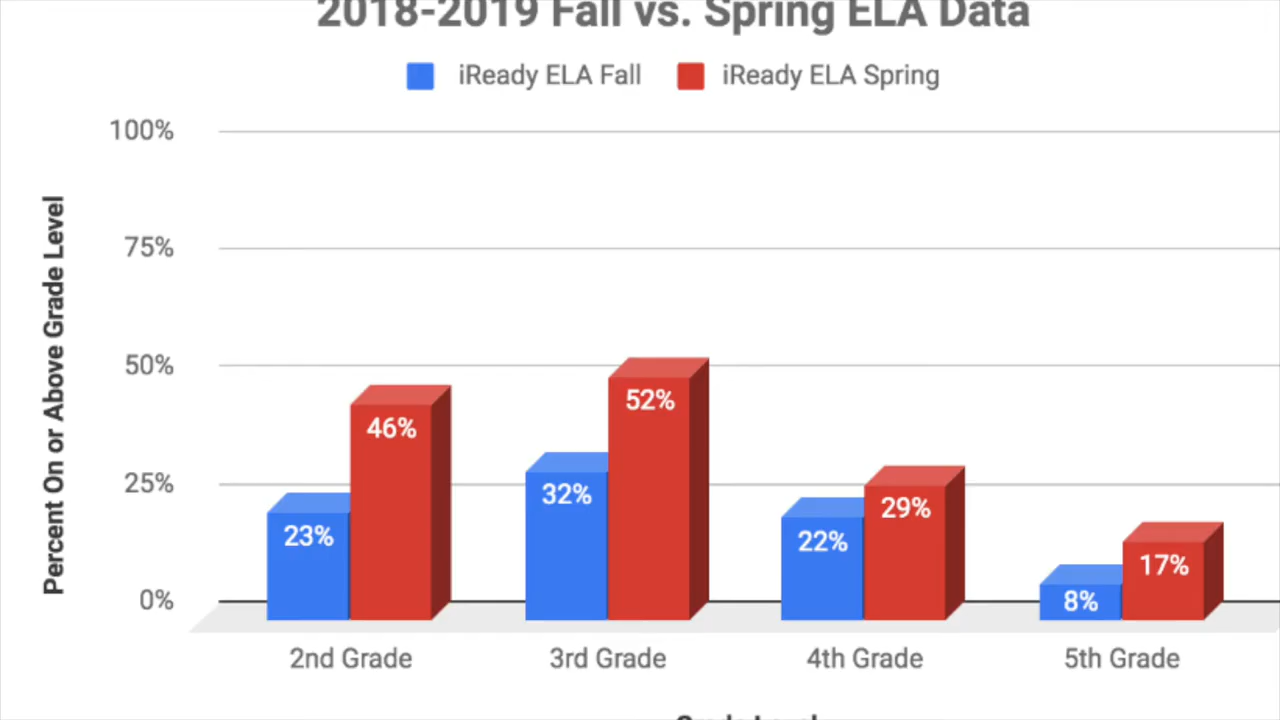 2018-2019 Fall vs. Spring ELA Data
iReady ELA Fall iReady ELA Spring
100%
75%
50%
25%
0%
Percent On or Above Grade Level
23% 46% 32% 52% 22% 29% 8% 17%
2nd Grade 3rd Grade 4th Grade 5th Grade
Grade Level